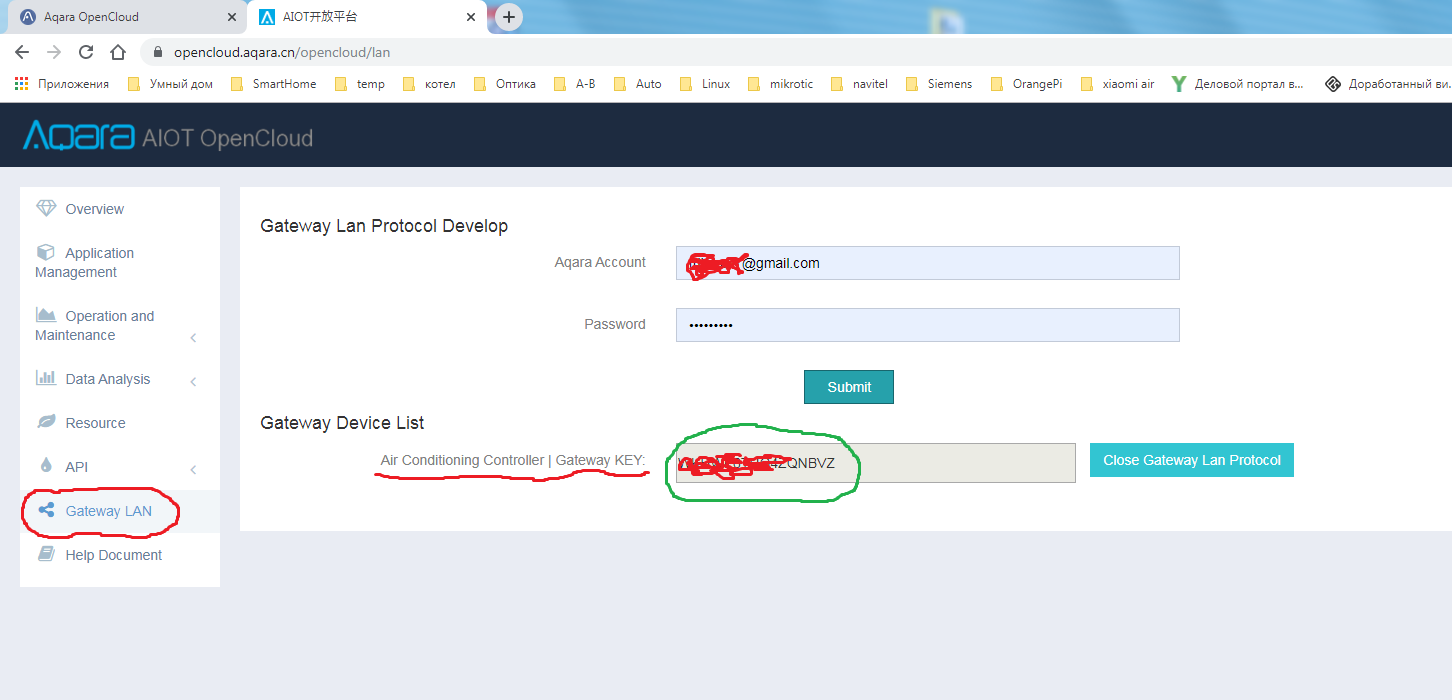 Aqara OpenCloud
AIOT开放平台
opencloud.aqara.cn/opencloud/lan
Приложения Умный дом SmartHome temp котел Оптика A-B Auto Linux mikrotic navitel Siemens OrangePi xiaomi air Деловой портал в... Доработанный ви...
Aqara AIOT OpenCloud
Overview
Application
Management
Operation and
Maintenance
Data Analysis
Resource
API
Gateway LAN
Help Document
Gateway Lan Protocol Develop
Aqara Account
@gmail.com
Password
•••••••••
Submit
Gateway Device List
Air Conditioning Controller | Gateway KEY:
ZQNBVZ
Close Gateway Lan Protocol